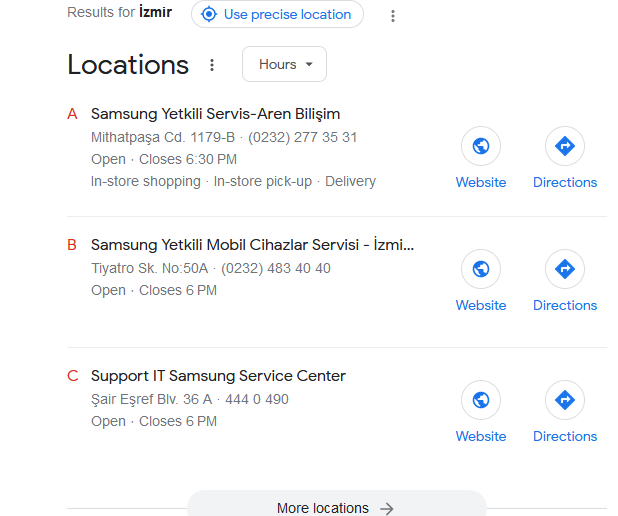 Results for İzmir
Use precise location
Locations
Hours
A
Samsung Yetkili Servis-Aren Bilişim
Mithatpaşa Cd. 1179-B · (0232) 277 35 31
Open · Closes 6:30 PM
In-store shopping · In-store pick-up · Delivery
Website
Directions
B
Samsung Yetkili Mobil Cihazlar Servisi - İzmi...
Tiyatro Sk. No:50A · (0232) 483 40 40
Open · Closes 6 PM
Website
Directions
C
Support IT Samsung Service Center
Şair Eşref Blv. 36 A · 444 0 490
Open · Closes 6 PM
Website
Directions
More locations